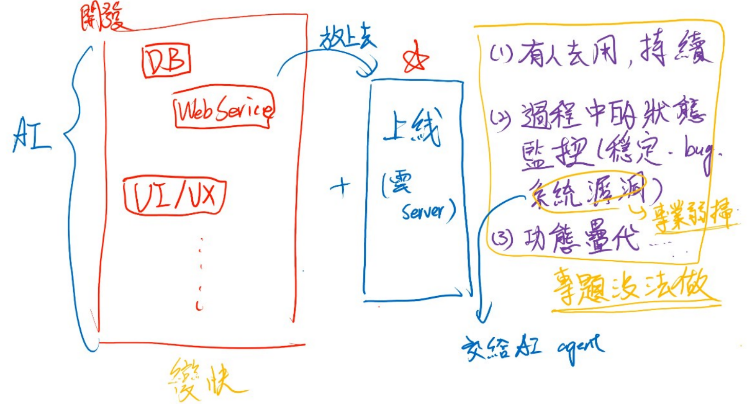 開發
AI
DB
WebSerice
UI/UX
變快
放上去
+
上線
(雲
Server)
(1) 有人去用,持續
(2) 過程中的狀態
監控(穩定.bug.
系統漏洞)
專業弱掃
(3) 功態疊代......
專題沒法做
交給AI agent